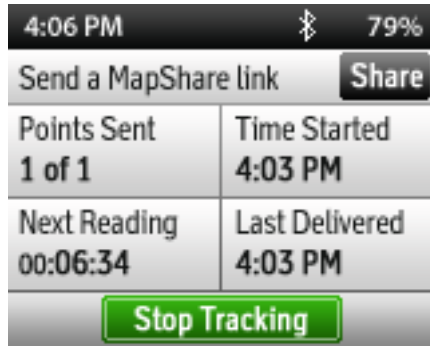 4:06 PM 79%
Send a MapShare link Share
Points Sent Time Started
1 of 1 4:03 PM
Next Reading Last Delivered
00:06:34 4:03 PM
Stop Tracking